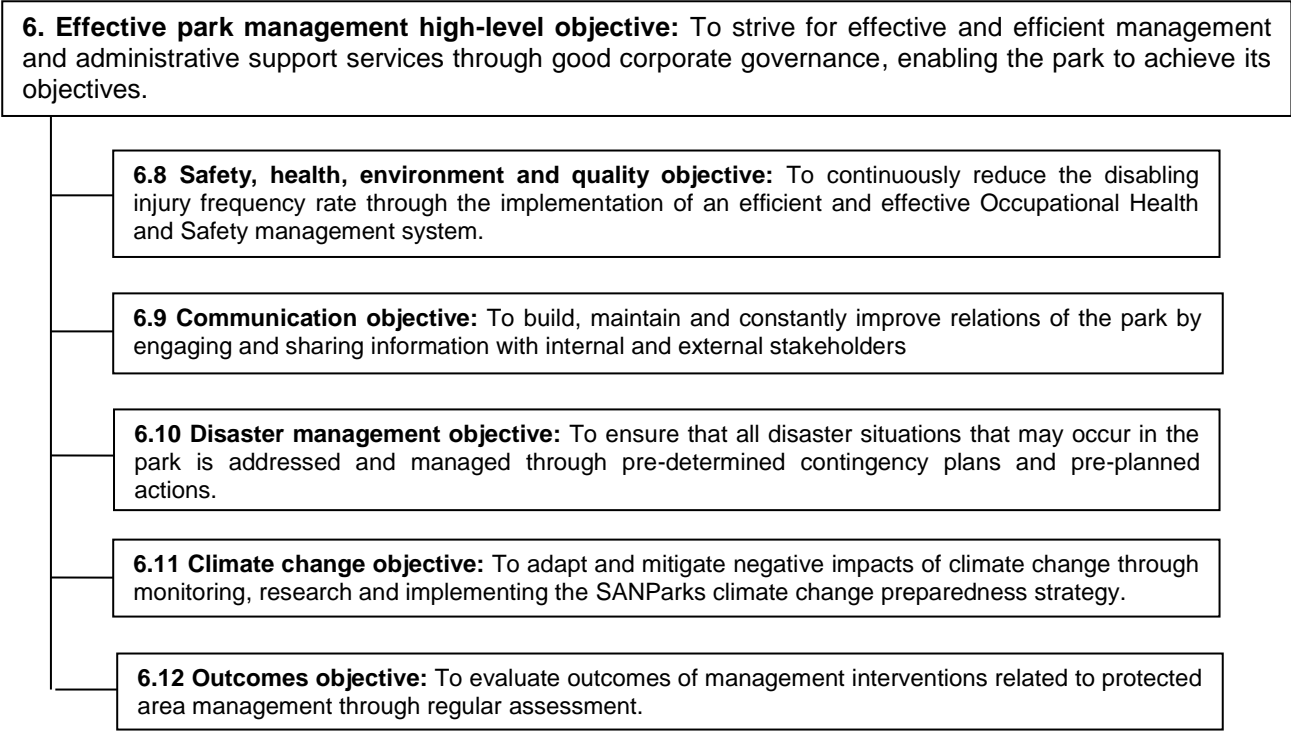 6. Effective park management high-level objective: To strive for effective and efficient management
and administrative support services through good corporate governance, enabling the park to achieve its
objectives.
6.8 Safety, health, environment and quality objective: To continuously reduce the disabling
injury frequency rate through the implementation of an efficient and effective Occupational Health
and Safety management system.
6.9 Communication objective: To build, maintain and constantly improve relations of the park by
engaging and sharing information with internal and external stakeholders
6.10 Disaster management objective: To ensure that all disaster situations that may occur in the
park is addressed and managed through pre-determined contingency plans and pre-planned
actions.
6.11 Climate change objective: To adapt and mitigate negative impacts of climate change through
monitoring, research and implementing the SANParks climate change preparedness strategy.
6.12 Outcomes objective: To evaluate outcomes of management interventions related to protected
area management through regular assessment.